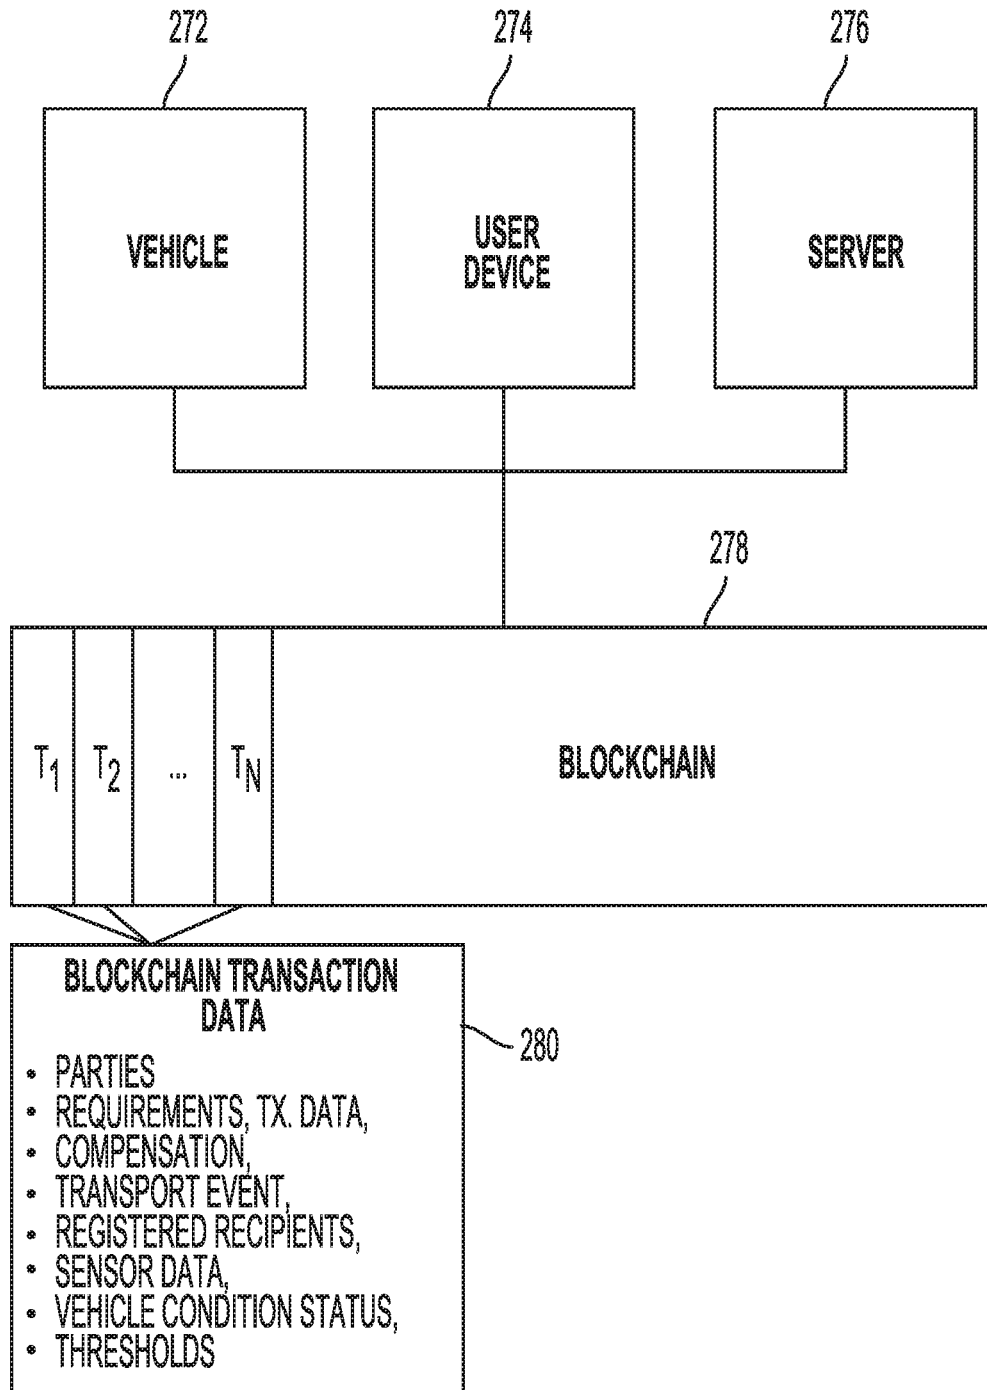 272
274
276
VEHICLE
USER
DEVICE
SERVER
278
T1
T2
...
TN
BLOCKCHAIN
BLOCKCHAIN TRANSACTION
DATA
280
• PARTIES
• REQUIREMENTS, TX. DATA,
• COMPENSATION,
• TRANSPORT EVENT,
• REGISTERED RECIPIENTS,
• SENSOR DATA,
• VEHICLE CONDITION STATUS,
• THRESHOLDS